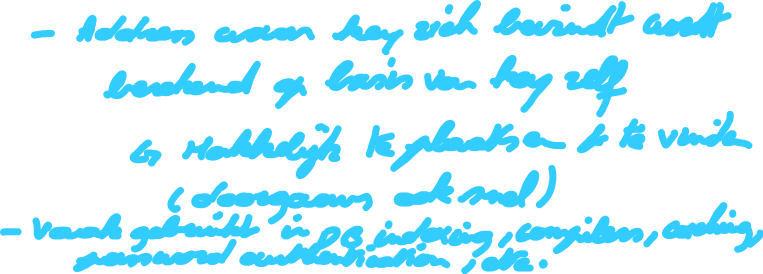 - Address waar key zich bevindt wordt
berekend op basis van key zelf
↳ Makkelijk te plaatsen & te vinden
(doorgaans ook snel)
- Vaak gebruikt in DB indexing, compilers, caching,
password authentication, etc.